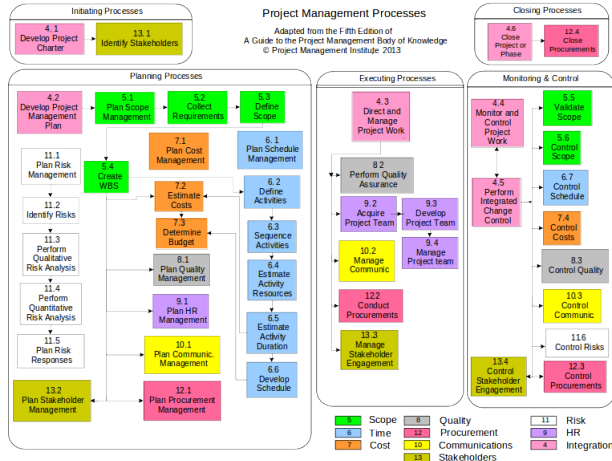 Initiating Processes
4.1
Develop Project
Charter
13.1
Identify Stakeholders
Project Management Processes
Adapted from the Fifth Edition of
A Guide to the Project Management Body of Knowledge
© Project Management Institute 2013
Closing Processes
4.6
Close
Project or
Phase
12.4
Close
Procurements
Planning Processes
4.2
Develop Project
Management
Plan
5.1
Plan Scope
Management
5.2
Collect
Requirements
5.3
Define
Scope
7.1
Plan Cost
Management
6.1
Plan Schedule
Management
11.1
Plan Risk
Management
5.4
Create
WBS
7.2
Estimate
Costs
6.2
Define
Activities
11.2
Identify Risks
7.3
Determine
Budget
6.3
Sequence
Activities
11.3
Perform
Qualitative
Risk Analysis
8.1
Plan Quality
Management
6.4
Estimate
Activity
Resources
11.4
Perform
Quantitative
Risk Analysis
9.1
Plan HR
Management
6.5
Estimate
Activity
Duration
11.5
Plan Risk
Responses
10.1
Plan Communic.
Management
6.6
Develop
Schedule
13.2
Plan Stakeholder
Management
12.1
Plan Procurement
Management
Executing Processes
4.3
Direct and
Manage
Project Work
8.2
Perform Quality
Assurance
9.2
Acquire
Project Team
9.3
Develop
Project Team
9.4
Manage
Project team
10.2
Manage
Communic
12.2
Conduct
Procurements
13.3
Manage
Stakeholder
Engagement
Monitoring & Control
4.4
Monitor and
Control
Project
Work
5.5
Validate
Scope
5.6
Control
Scope
4.5
Perform
Integrated
Change
Control
6.7
Control
Schedule
7.4
Control
Costs
8.3
Control Quality
10.3
Control
Communic
11.6
Control Risks
13.4
Control
Stakeholder
Engagement
12.3
Control
Procurements
5 Scope
6 Time
7 Cost
8 Quality
12 Procurement
10 Communications
13 Stakeholders
11 Risk
9 HR
4 Integration